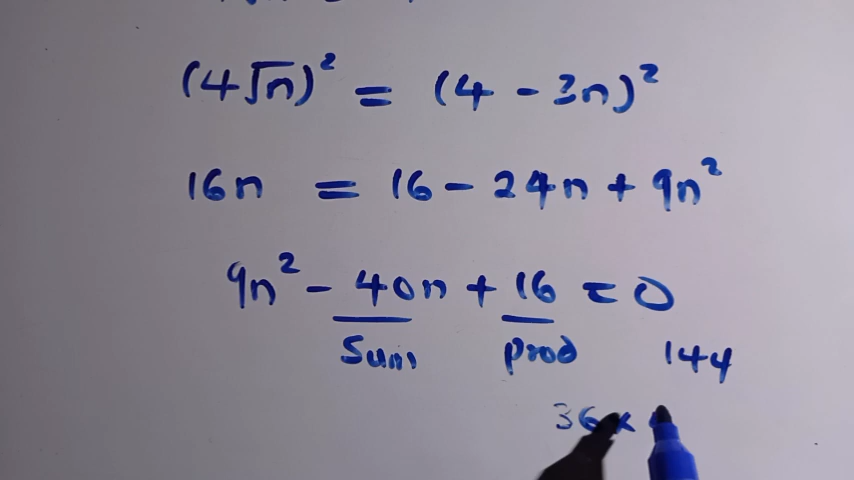 (4√n)² = (4 - 3n)²
16n = 16 - 24n + 9n²
9n² - 40n + 16 = 0
Sum prod 144
36 x